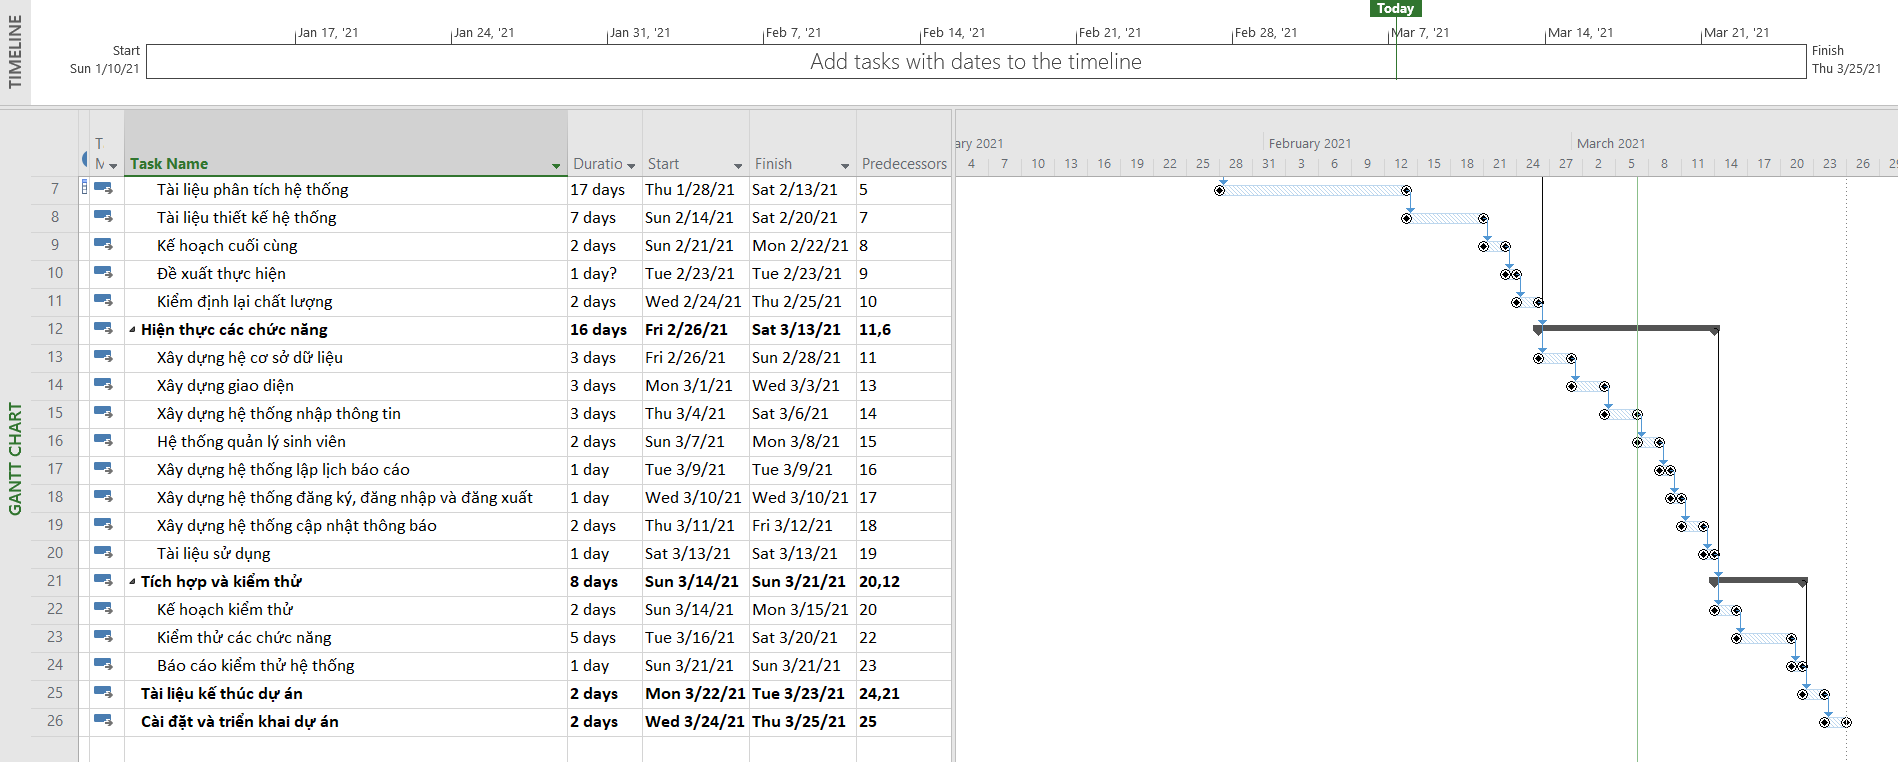 TIMELINE
Today
Jan 17, '21 Jan 24, '21 Jan 31, '21 Feb 7, '21 Feb 14, '21 Feb 21, '21 Feb 28, '21 Mar 7, '21 Mar 14, '21 Mar 21, '21
Start
Sun 1/10/21
Add tasks with dates to the timeline
Finish
Thu 3/25/21
GANTT CHART
T
M Task Name Duratio Start Finish Predecessors
ary 2021 February 2021 March 2021
4 7 10 13 16 19 22 25 28 31 3 6 9 12 15 18 21 24 27 2 5 8 11 14 17 20 23 26 29
7 Tài liệu phân tích hệ thống 17 days Thu 1/28/21 Sat 2/13/21 5
8 Tài liệu thiết kế hệ thống 7 days Sun 2/14/21 Sat 2/20/21 7
9 Kế hoạch cuối cùng 2 days Sun 2/21/21 Mon 2/22/21 8
10 Đề xuất thực hiện 1 day? Tue 2/23/21 Tue 2/23/21 9
11 Kiểm định lại chất lượng 2 days Wed 2/24/21 Thu 2/25/21 10
12 Hiện thực các chức năng 16 days Fri 2/26/21 Sat 3/13/21 11,6
13 Xây dựng hệ cơ sở dữ liệu 3 days Fri 2/26/21 Sun 2/28/21 11
14 Xây dựng giao diện 3 days Mon 3/1/21 Wed 3/3/21 13
15 Xây dựng hệ thống nhập thông tin 3 days Thu 3/4/21 Sat 3/6/21 14
16 Hệ thống quản lý sinh viên 2 days Sun 3/7/21 Mon 3/8/21 15
17 Xây dựng hệ thống lập lịch báo cáo 1 day Tue 3/9/21 Tue 3/9/21 16
18 Xây dựng hệ thống đăng ký, đăng nhập và đăng xuất 1 day Wed 3/10/21 Wed 3/10/21 17
19 Xây dựng hệ thống cập nhật thông báo 2 days Thu 3/11/21 Fri 3/12/21 18
20 Tài liệu sử dụng 1 day Sat 3/13/21 Sat 3/13/21 19
21 Tích hợp và kiểm thử 8 days Sun 3/14/21 Sun 3/21/21 20,12
22 Kế hoạch kiểm thử 2 days Sun 3/14/21 Mon 3/15/21 20
23 Kiểm thử các chức năng 5 days Tue 3/16/21 Sat 3/20/21 22
24 Báo cáo kiểm thử hệ thống 1 day Sun 3/21/21 Sun 3/21/21 23
25 Tài liệu kế thúc dự án 2 days Mon 3/22/21 Tue 3/23/21 24,21
26 Cài đặt và triển khai dự án 2 days Wed 3/24/21 Thu 3/25/21 25